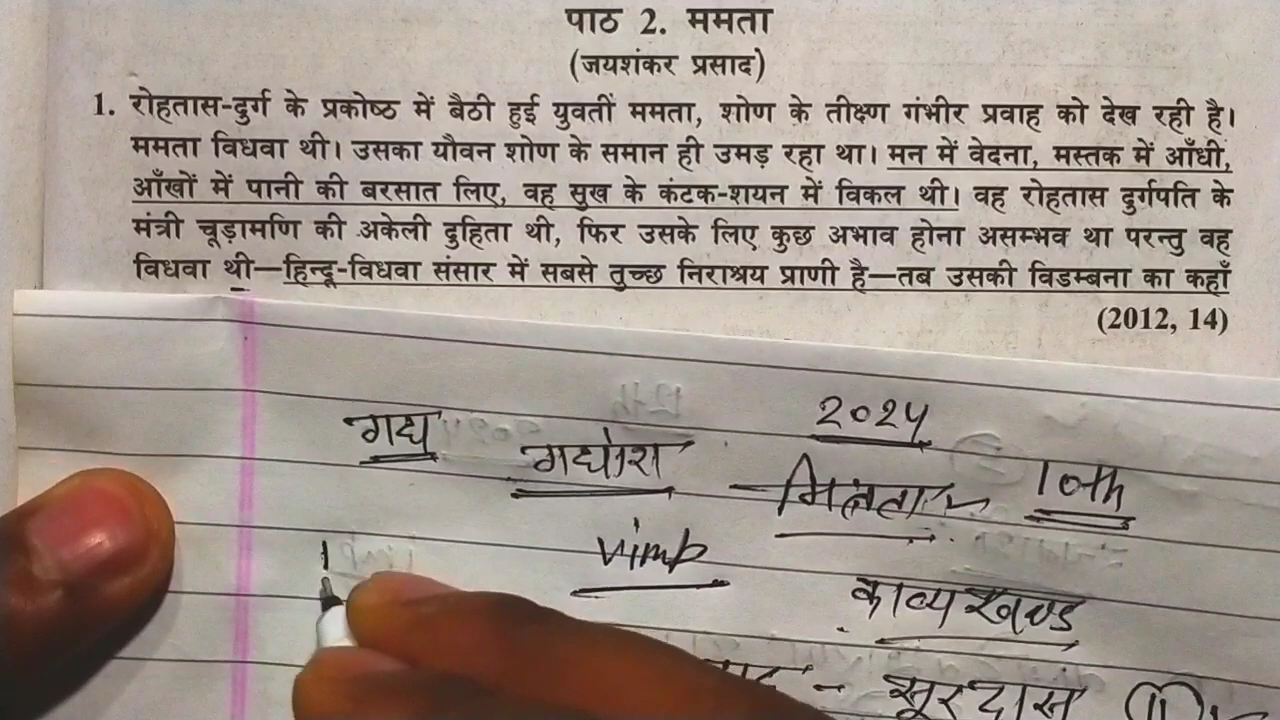 पाठ 2. ममता
(जयशंकर प्रसाद)
1. रोहतास-दुर्ग के प्रकोष्ठ में बैठी हुई युवती ममता, शोण के तीक्ष्ण गंभीर प्रवाह को देख रही है।
ममता विधवा थी। उसका यौवन शोण के समान ही उमड़ रहा था। मन में वेदना, मस्तक में आँधी,
आँखों में पानी की बरसात लिए, वह सुख के कंटक-शयन में विकल थी। वह रोहतास दुर्गपति के
मंत्री चूड़ामणि की अकेली दुहिता थी, फिर उसके लिए कुछ अभाव होना असम्भव था परन्तु वह
विधवा थी—हिन्दू-विधवा संसार में सबसे तुच्छ निराश्रय प्राणी है—तब उसकी विडम्बना का कहाँ
(2012, 14)
२०२५
गद्य गद्यांश मित्रता 10th
vimp
काव्यखण्ड
सूरदास